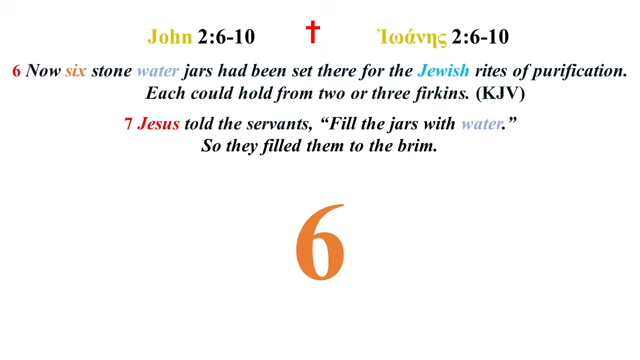 John 2:6-10 ✝ Ἰωάνης 2:6-10
6 Now six stone water jars had been set there for the Jewish rites of purification.
Each could hold from two or three firkins. (KJV)
7 Jesus told the servants, “Fill the jars with water.”
So they filled them to the brim.
6